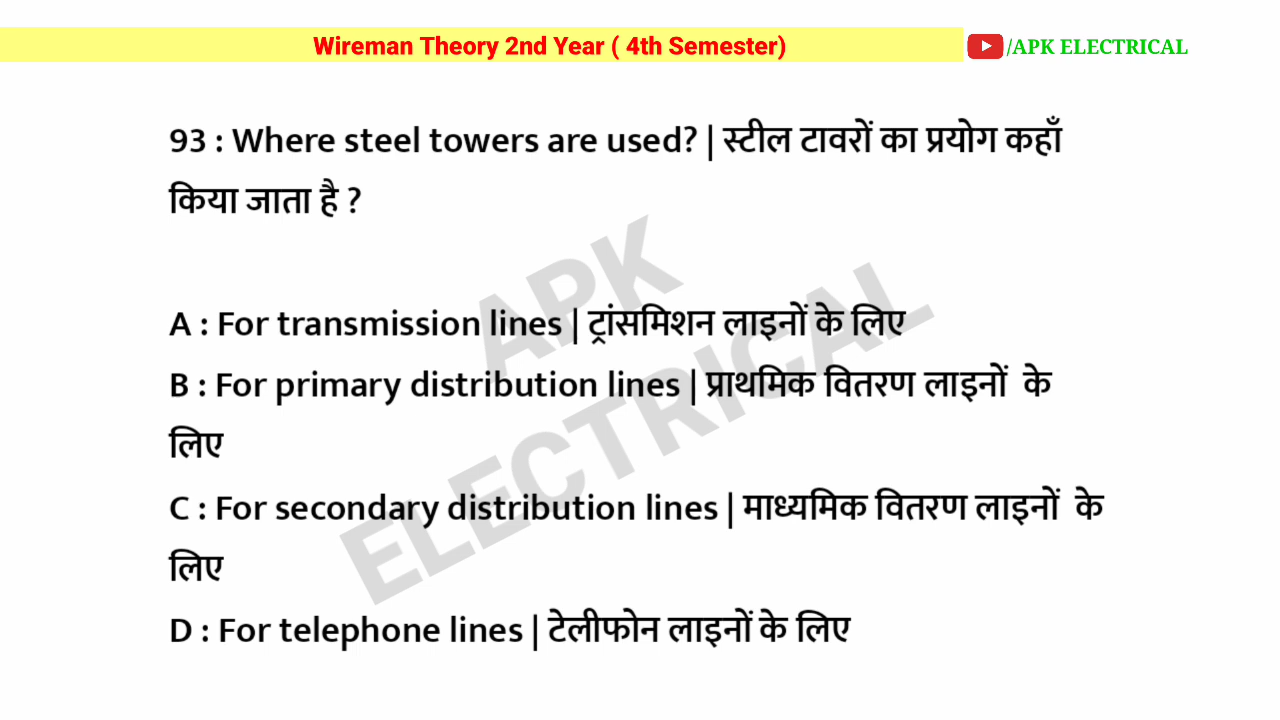 Wireman Theory 2nd Year ( 4th Semester)
/APK ELECTRICAL
93 : Where steel towers are used? | स्टील टावरों का प्रयोग कहाँ
किया जाता है ?
A : For transmission lines | ट्रांसमिशन लाइनों के लिए
B : For primary distribution lines | प्राथमिक वितरण लाइनों के
लिए
C : For secondary distribution lines | माध्यमिक वितरण लाइनों के
लिए
D : For telephone lines | टेलीफोन लाइनों के लिए
APK
ELECTRICAL